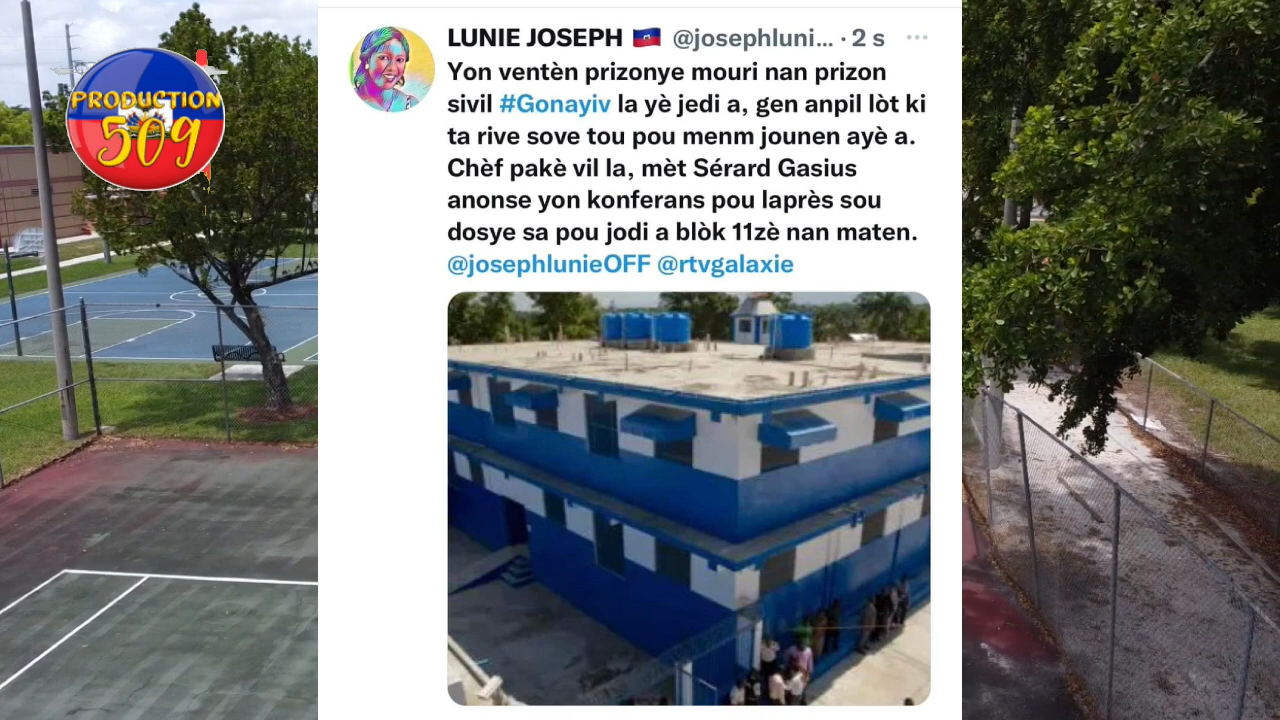 PRODUCTION
509
LUNIE JOSEPH 🇭🇹 @josephluni... · 2 s ...
Yon ventèn prizonye mouri nan prizon
sivil #Gonayiv la yè jedi a, gen anpil lòt ki
ta rive sove tou pou menm jounen ayè a.
Chèf pakè vil la, mèt Sérard Gasius
anonse yon konferans pou laprès sou
dosye sa pou jodi a blòk 11zè nan maten.
@josephlunieOFF @rtvgalaxie